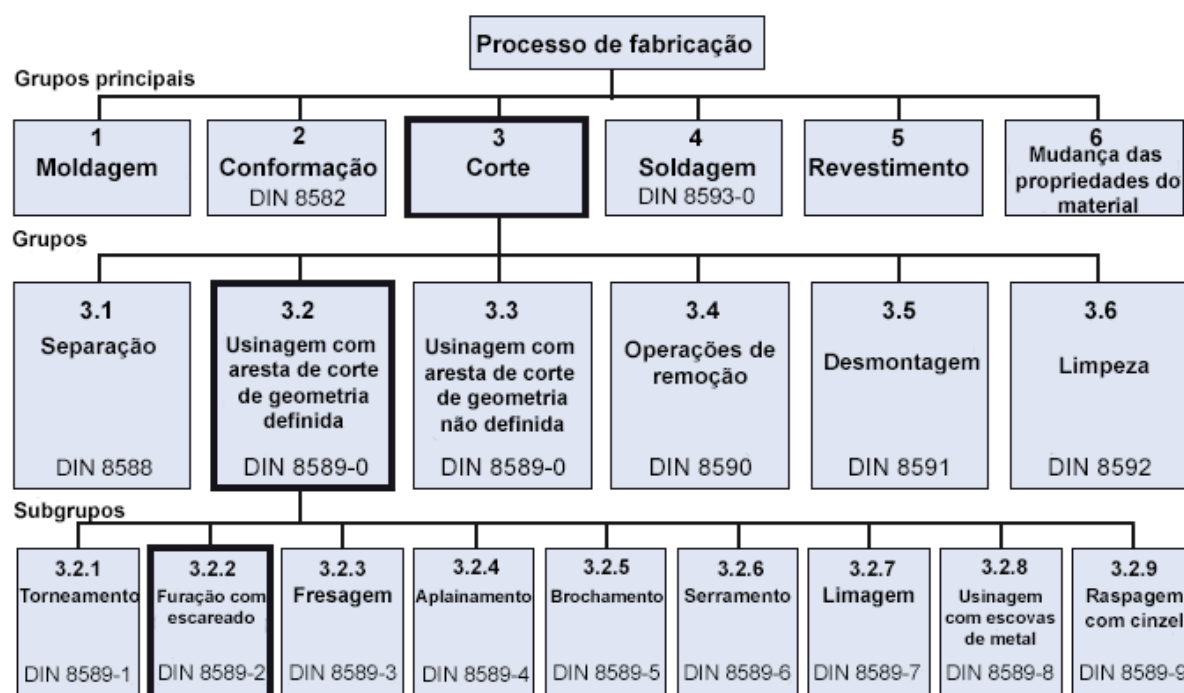 Processo de fabricação
Grupos principais
1
Moldagem
2
Conformação
DIN 8582
3
Corte
4
Soldagem
DIN 8593-0
5
Revestimento
6
Mudança das
propriedades do
material
Grupos
3.1
Separação
DIN 8588
3.2
Usinagem com
aresta de corte
de geometria
definida
DIN 8589-0
3.3
Usinagem com
aresta de corte
de geometria
não definida
DIN 8589-0
3.4
Operações de
remoção
DIN 8590
3.5
Desmontagem
DIN 8591
3.6
Limpeza
DIN 8592
Subgrupos
3.2.1
Torneamento
DIN 8589-1
3.2.2
Furação com
escareado
DIN 8589-2
3.2.3
Fresagem
DIN 8589-3
3.2.4
Aplainamento
DIN 8589-4
3.2.5
Brochamento
DIN 8589-5
3.2.6
Serramento
DIN 8589-6
3.2.7
Limagem
DIN 8589-7
3.2.8
Usinagem
com escovas
de metal
DIN 8589-8
3.2.9
Raspagem
com cinzel
DIN 8589-9